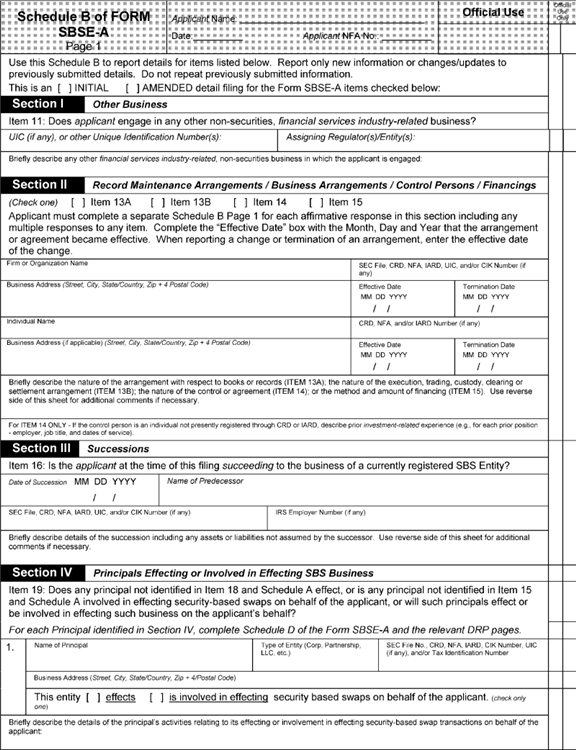 Schedule B of FORM
SBSE-A
Page 1
Applicant Name: 
Date: Applicant NFA No.:
Official Use
Official
Use
Only
Use this Schedule B to report details for items listed below. Report only new information or changes/updates to
previously submitted details. Do not repeat previously submitted information.
This is an [ ] INITIAL [ ] AMENDED detail filing for the Form SBSE-A items checked below:
Section I Other Business
Item 11: Does applicant engage in any other non-securities, financial services industry-related business?
UIC (if any), or other Unique Identification Number(s):
Assigning Regulator(s)/Entity(s):
Briefly describe any other financial services industry-related, non-securities business in which the applicant is engaged:
Section II Record Maintenance Arrangements / Business Arrangements / Control Persons / Financings
(Check one) [ ] Item 13A [ ] Item 13B [ ] Item 14 [ ] Item 15
Applicant must complete a separate Schedule B Page 1 for each affirmative response in this section including any
multiple responses to any item. Complete the “Effective Date” box with the Month, Day and Year that the arrangement
or agreement became effective. When reporting a change or termination of an arrangement, enter the effective date
of the change.
Firm or Organization Name
SEC File, CRD, NFA, IARD, UIC, and/or CIK Number (if
any)
Business Address (Street, City, State/Country, Zip + 4 Postal Code)
Effective Date
MM DD YYYY
/ /
Termination Date
MM DD YYYY
/ /
Individual Name
CRD, NFA, and/or IARD Number (if any)
Business Address (if applicable) (Street, City, State/Country, Zip + 4 Postal Code)
Effective Date
MM DD YYYY
/ /
Termination Date
MM DD YYYY
/ /
Briefly describe the nature of the arrangement with respect to books or records (ITEM 13A); the nature of the execution, trading, custody, clearing or
settlement arrangement (ITEM 13B); the nature of the control or agreement (ITEM 14); or the method and amount of financing (ITEM 15). Use reverse
side of this sheet for additional comments if necessary.
For ITEM 14 ONLY - If the control person is an individual not presently registered through CRD or IARD, describe prior investment-related experience (e.g., for each prior position
- employer, job title, and dates of service).
Section III Successions
Item 16: Is the applicant at the time of this filing succeeding to the business of a currently registered SBS Entity?
Date of Succession MM DD YYYY
/ /
Name of Predecessor
SEC File, CRD, NFA, IARD, UIC, and/or CIK Number (if any)
IRS Employer Number (if any)
Briefly describe details of the succession including any assets or liabilities not assumed by the successor. Use reverse side of this sheet for additional
comments if necessary.
Section IV Principals Effecting or Involved in Effecting SBS Business
Item 19: Does any principal not identified in Item 18 and Schedule A effect, or is any principal not identified in Item 15
and Schedule A involved in effecting security-based swaps on behalf of the applicant, or will such principals effect or
be involved in effecting such business on the applicant’s behalf?
For each Principal identified in Section IV, complete Schedule D of the Form SBSE-A and the relevant DRP pages.
1.
Name of Principal
Type of Entity (Corp, Partnership,
LLC, etc.)
SEC File No., CRD, NFA, IARD, CIK Number, UIC
(if any), and/or Tax Identification Number
Business Address (Street, City, State/Country, Zip + 4/Postal Code)
This entity [ ] effects [ ] is involved in effecting security based swaps on behalf of the applicant. (check only
one)
Briefly describe the details of the principal's activities relating to its effecting or involvement in effecting security-based swap transactions on behalf of the
applicant: